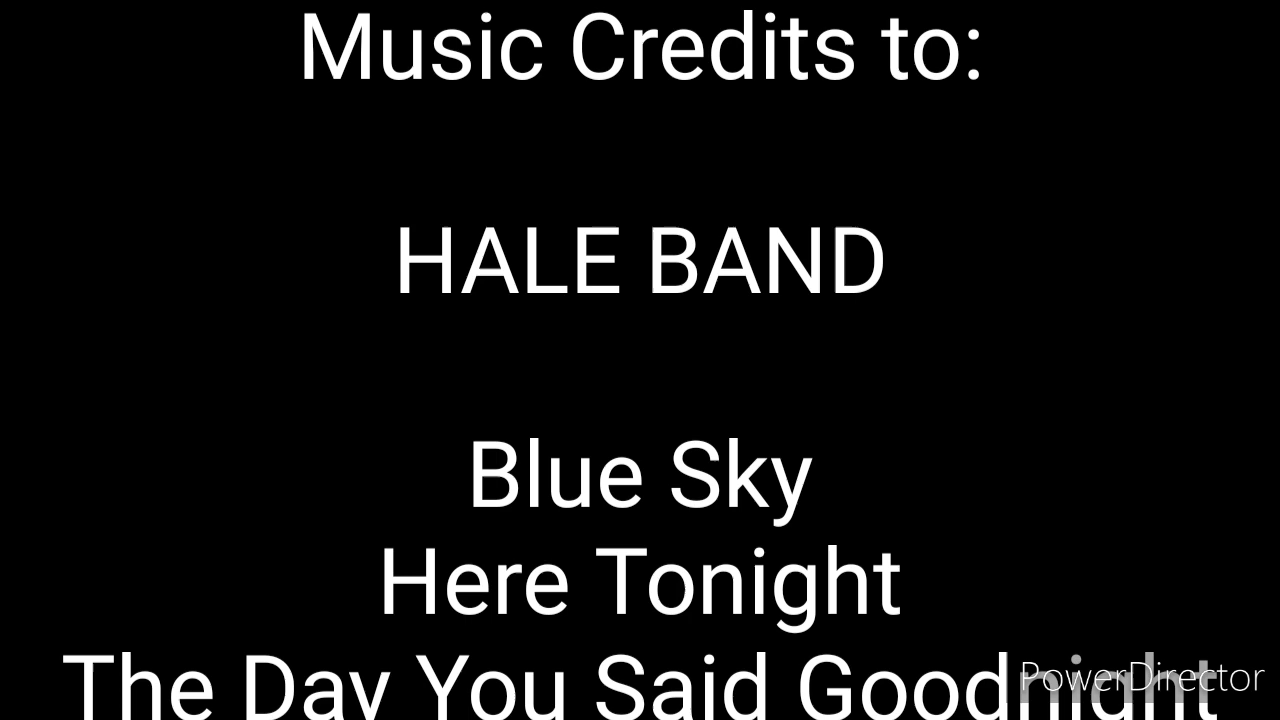 Music Credits to:
HALE BAND
Blue Sky
Here Tonight
The Day You Said Goodnight
PowerDirector